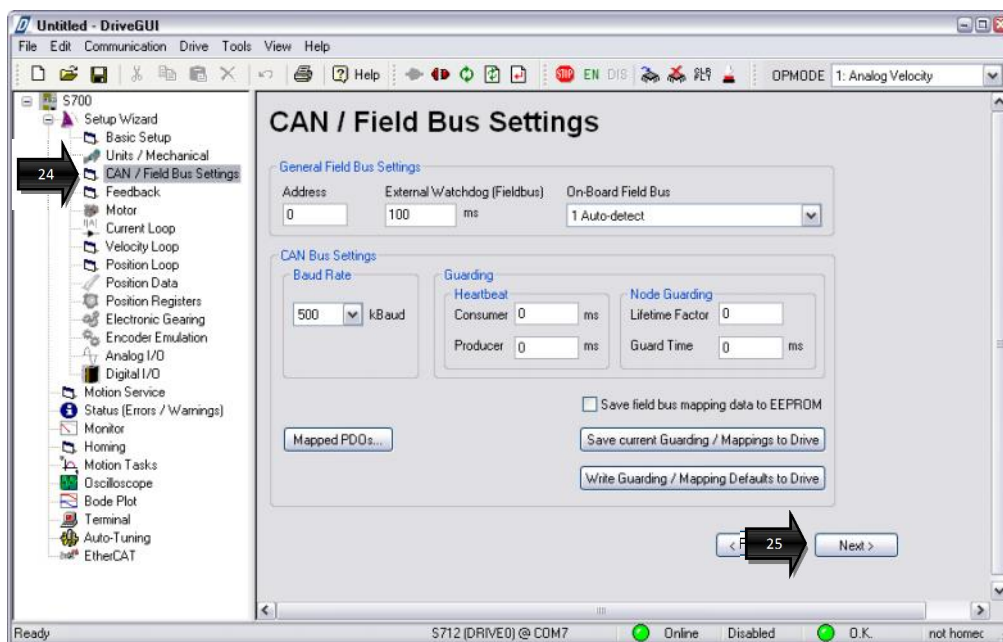 Untitled - DriveGUI
File Edit Communication Drive Tools View Help
Help STOP EN DIS OPMODE 1: Analog Velocity
S700
Setup Wizard
Basic Setup
Units / Mechanical
24 CAN / Field Bus Settings
Feedback
Motor
Current Loop
Velocity Loop
Position Loop
Position Data
Position Registers
Electronic Gearing
Encoder Emulation
Analog I/O
Digital I/O
Motion Service
Status (Errors / Warnings)
Monitor
Homing
Motion Tasks
Oscilloscope
Bode Plot
Terminal
Auto-Tuning
EtherCAT
CAN / Field Bus Settings
General Field Bus Settings
Address External Watchdog (Fieldbus) On-Board Field Bus
0 100 ms 1 Auto-detect
CAN Bus Settings
Baud Rate
500 kBaud
Guarding
Heartbeat
Consumer 0 ms
Producer 0 ms
Node Guarding
Lifetime Factor 0
Guard Time 0 ms
Save field bus mapping data to EEPROM
Mapped PDOs... Save current Guarding / Mappings to Drive
Write Guarding / Mapping Defaults to Drive
< 25 Next >
Ready S712 (DRIVE0) @ COM7 Online Disabled O.K. not homed